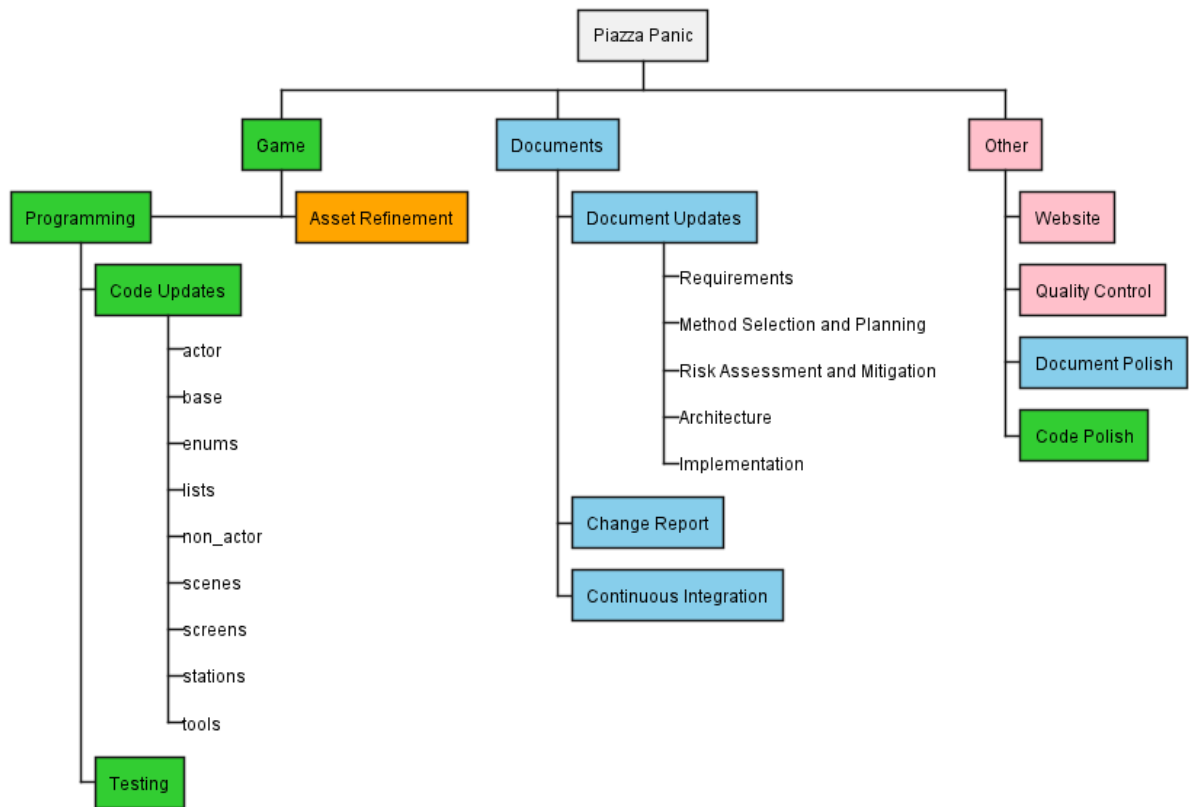 Piazza Panic
Game
Documents
Other
Programming
Asset Refinement
Document Updates
Website
Code Updates
Requirements
Quality Control
actor
Method Selection and Planning
base
Risk Assessment and Mitigation
Document Polish
enums
Architecture
Code Polish
lists
Implementation
non_actor
Change Report
scenes
Continuous Integration
screens
stations
tools
Testing